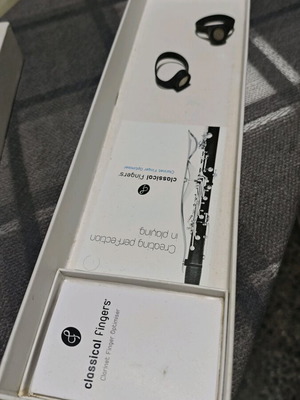 classical fingers®
Clarinet Finger Optimiser
Creating perfection
in playing
classical fingers®
Clarinet Finger Optimiser